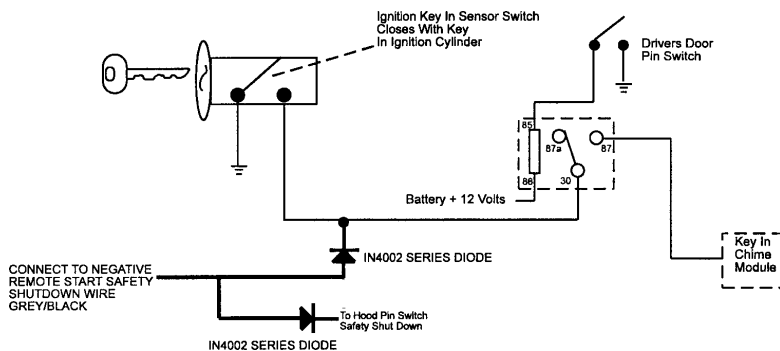 Ignition Key In Sensor Switch
Closes With Key
In Ignition Cylinder
Drivers Door
Pin Switch
85
87a
87
86
30
Battery + 12 Volts
IN4002 SERIES DIODE
Key In
Chime
Module
CONNECT TO NEGATIVE
REMOTE START SAFETY
SHUTDOWN WIRE
GREY/BLACK
To Hood Pin Switch
Safety Shut Down
IN4002 SERIES DIODE